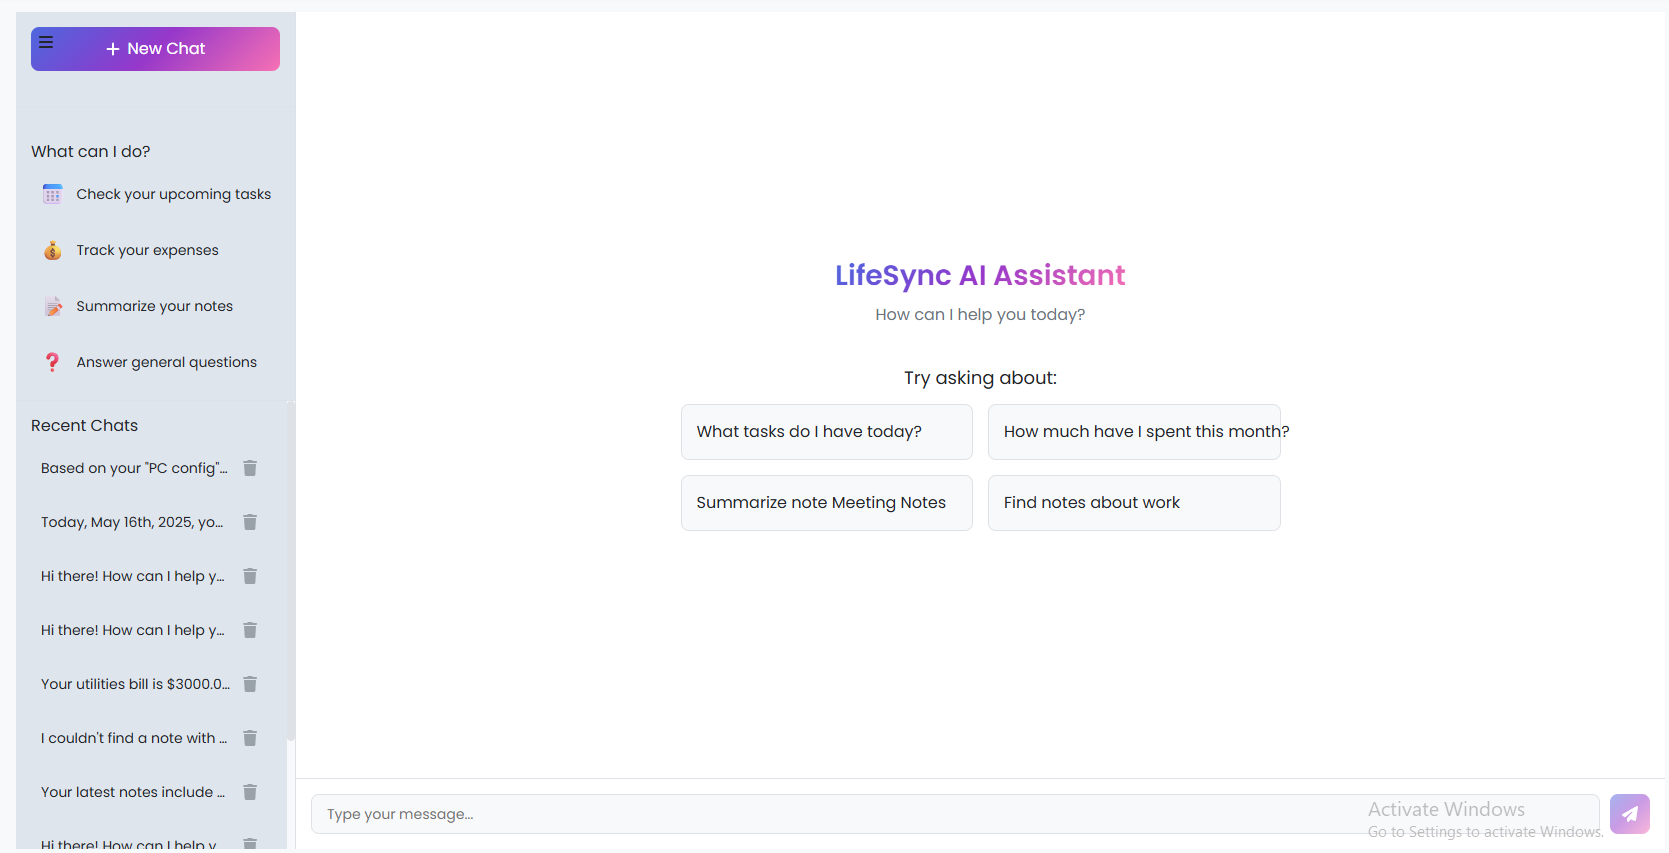 New Chat
What can I do?
Check your upcoming tasks
Track your expenses
Summarize your notes
Answer general questions
Recent Chats
Based on your "PC config"...
Today, May 16th, 2025, yo...
Hi there! How can I help y...
Hi there! How can I help y...
Your utilities bill is $3000.0...
I couldn't find a note with ...
Your latest notes include ...
Hi there! How can I help y...
LifeSync AI Assistant
How can I help you today?
Try asking about:
What tasks do I have today?
How much have I spent this month?
Summarize note Meeting Notes
Find notes about work
Type your message...
Activate Windows
Go to Settings to activate Windows.